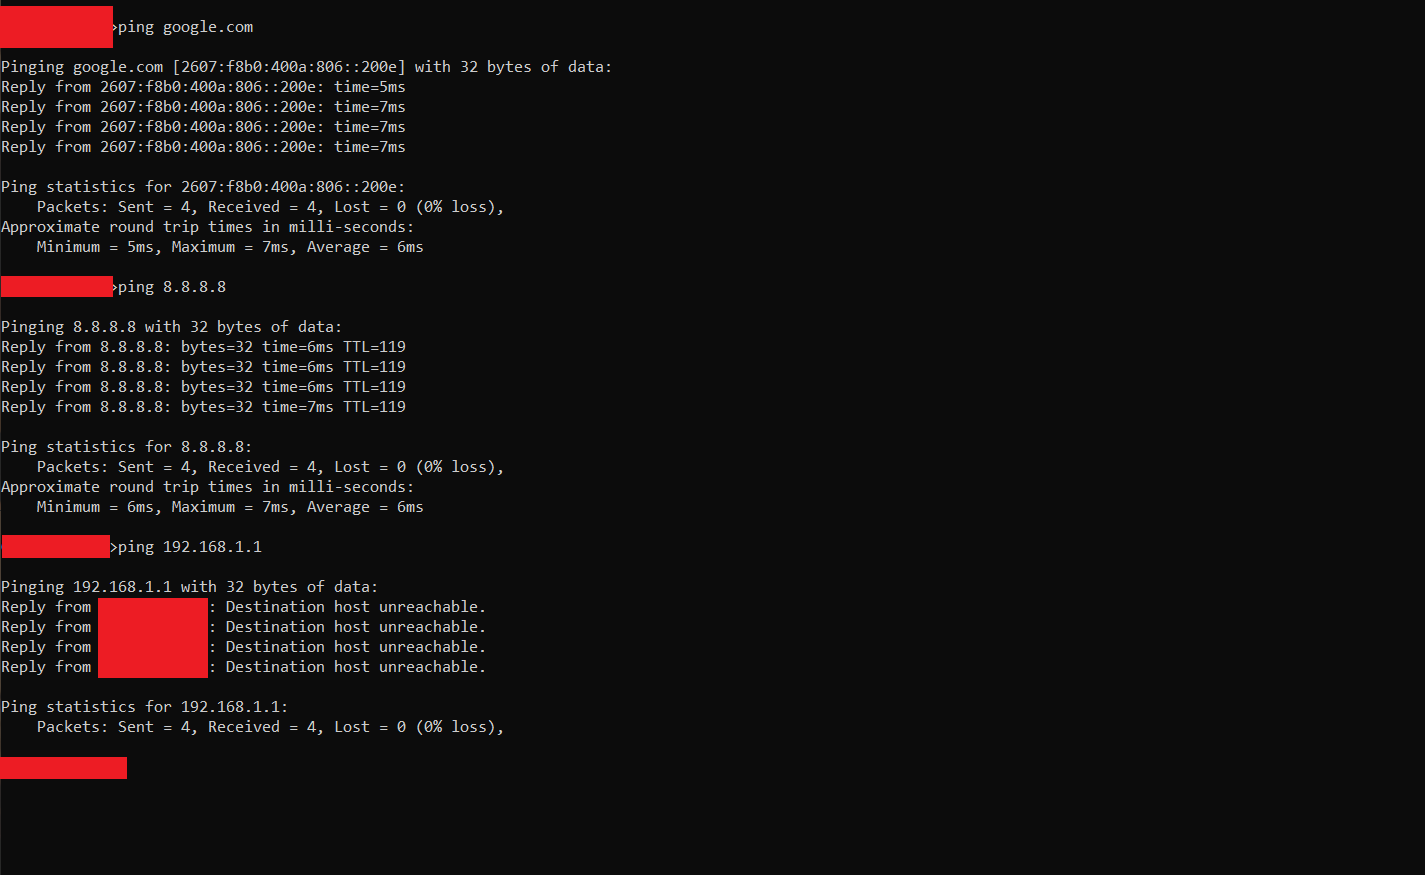 >ping google.com
Pinging google.com [2607:f8b0:400a:806::200e] with 32 bytes of data:
Reply from 2607:f8b0:400a:806::200e: time=5ms
Reply from 2607:f8b0:400a:806::200e: time=7ms
Reply from 2607:f8b0:400a:806::200e: time=7ms
Reply from 2607:f8b0:400a:806::200e: time=7ms
Ping statistics for 2607:f8b0:400a:806::200e:
    Packets: Sent = 4, Received = 4, Lost = 0 (0% loss),
Approximate round trip times in milli-seconds:
    Minimum = 5ms, Maximum = 7ms, Average = 6ms
>ping 8.8.8.8
Pinging 8.8.8.8 with 32 bytes of data:
Reply from 8.8.8.8: bytes=32 time=6ms TTL=119
Reply from 8.8.8.8: bytes=32 time=6ms TTL=119
Reply from 8.8.8.8: bytes=32 time=6ms TTL=119
Reply from 8.8.8.8: bytes=32 time=7ms TTL=119
Ping statistics for 8.8.8.8:
    Packets: Sent = 4, Received = 4, Lost = 0 (0% loss),
Approximate round trip times in milli-seconds:
    Minimum = 6ms, Maximum = 7ms, Average = 6ms
>ping 192.168.1.1
Pinging 192.168.1.1 with 32 bytes of data:
Reply from : Destination host unreachable.
Reply from : Destination host unreachable.
Reply from : Destination host unreachable.
Reply from : Destination host unreachable.
Ping statistics for 192.168.1.1:
    Packets: Sent = 4, Received = 4, Lost = 0 (0% loss),